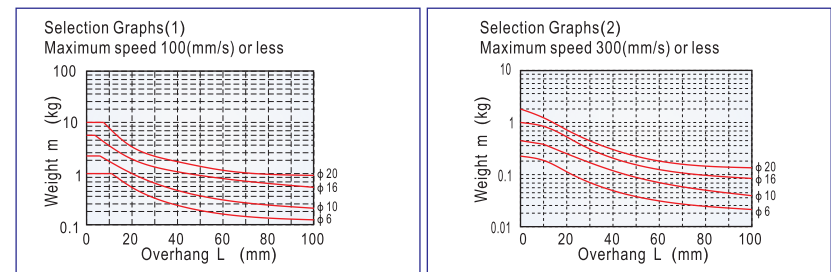 Selection Graphs(1)
Maximum speed 100(mm/s) or less
100
10
1
0.1
Weight m (kg)
0 20 40 60 80 100
Overhang L (mm)
ϕ20
ϕ16
ϕ10
ϕ6
Selection Graphs(2)
Maximum speed 300(mm/s) or less
10
1
0.1
0.01
Weight m (kg)
0 20 40 60 80 100
Overhang L (mm)
ϕ20
ϕ16
ϕ10
ϕ6